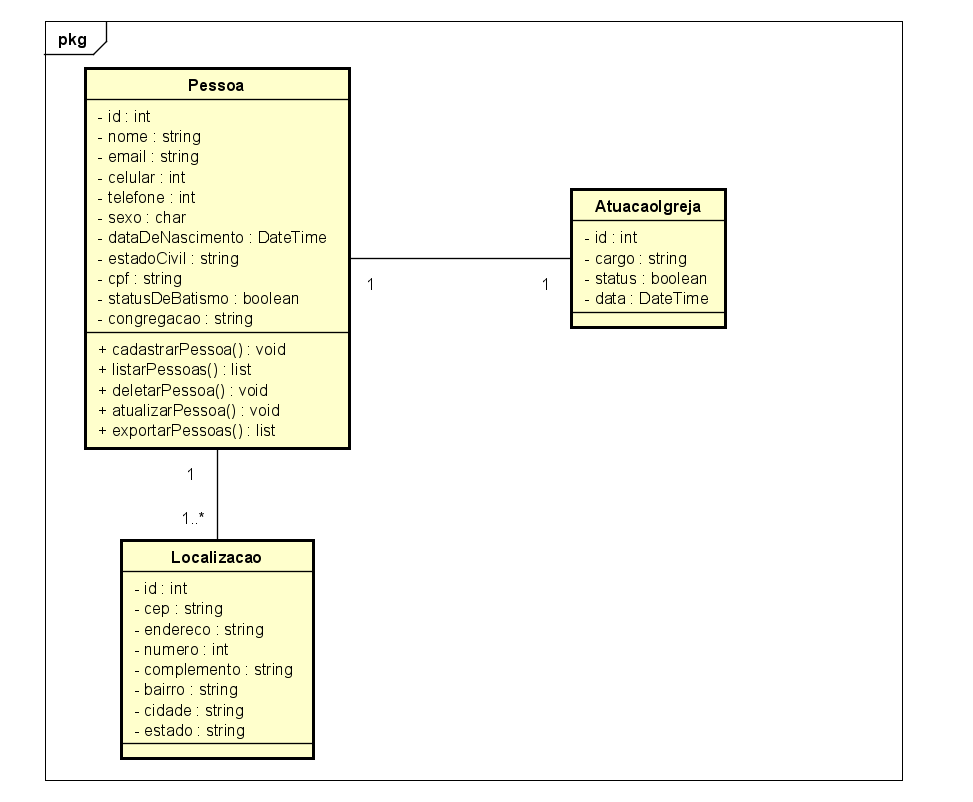 pkg
Pessoa
- id : int
- nome : string
- email : string
- celular : int
- telefone : int
- sexo : char
- dataDeNascimento : DateTime
- estadoCivil : string
- cpf : string
- statusDeBatismo : boolean
- congregacao : string
+ cadastrarPessoa() : void
+ listarPessoas() : list
+ deletarPessoa() : void
+ atualizarPessoa() : void
+ exportarPessoas() : list
1
1
AtuacaoIgreja
- id : int
- cargo : string
- status : boolean
- data : DateTime
1
1..*
Localizacao
- id : int
- cep : string
- endereco : string
- numero : int
- complemento : string
- bairro : string
- cidade : string
- estado : string